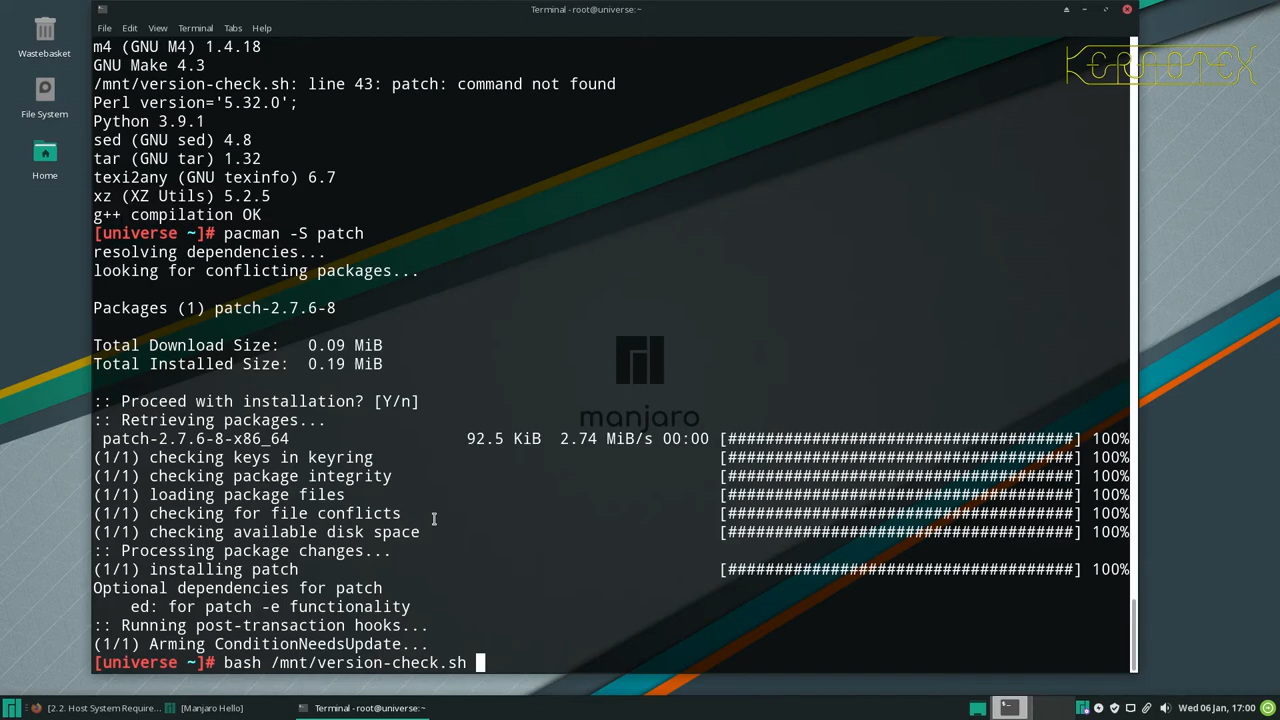 Terminal - root@universe:~
File Edit View Terminal Tabs Help
Wastebasket
File System
Home
KERNOTEX
m4 (GNU M4) 1.4.18
GNU Make 4.3
/mnt/version-check.sh: line 43: patch: command not found
Perl version='5.32.0';
Python 3.9.1
sed (GNU sed) 4.8
tar (GNU tar) 1.32
texi2any (GNU texinfo) 6.7
xz (XZ Utils) 5.2.5
g++ compilation OK
[universe ~]# pacman -S patch
resolving dependencies...
looking for conflicting packages...
Packages (1) patch-2.7.6-8
Total Download Size: 0.09 MiB
Total Installed Size: 0.19 MiB
:: Proceed with installation? [Y/n]
:: Retrieving packages...
patch-2.7.6-8-x86_64 92.5 KiB 2.74 MiB/s 00:00 [#####################################] 100%
(1/1) checking keys in keyring [#####################################] 100%
(1/1) checking package integrity [#####################################] 100%
(1/1) loading package files [#####################################] 100%
(1/1) checking for file conflicts [#####################################] 100%
(1/1) checking available disk space [#####################################] 100%
:: Processing package changes...
(1/1) installing patch [#####################################] 100%
Optional dependencies for patch
ed: for patch -e functionality
:: Running post-transaction hooks...
(1/1) Arming ConditionNeedsUpdate...
[universe ~]# bash /mnt/version-check.sh
manjaro
[2.2. Host System Require... [Manjaro Hello] Terminal - root@universe:~ Wed 06 Jan, 17:00